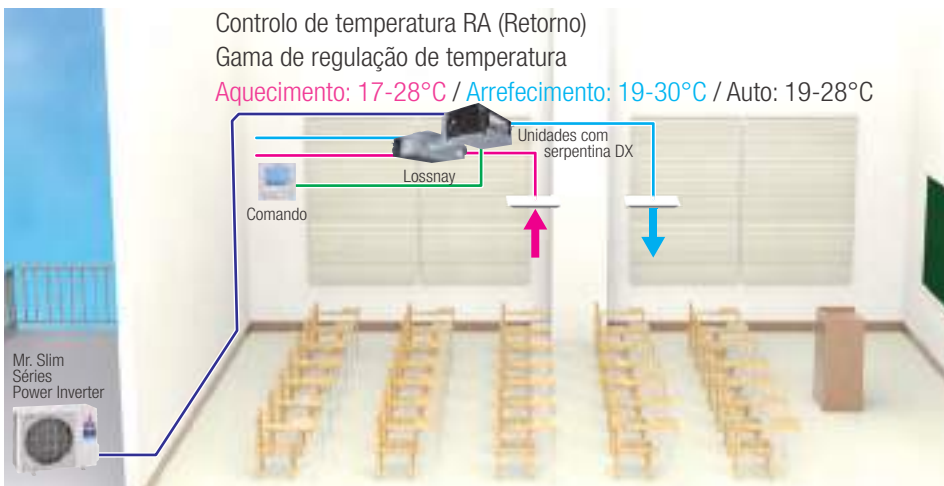 Controlo de temperatura RA (Retorno)
Gama de regulação de temperatura
Aquecimento: 17-28°C / Arrefecimento: 19-30°C / Auto: 19-28°C
Unidades com
serpentina DX
Lossnay
Comando
Mr. Slim
Séries
Power Inverter